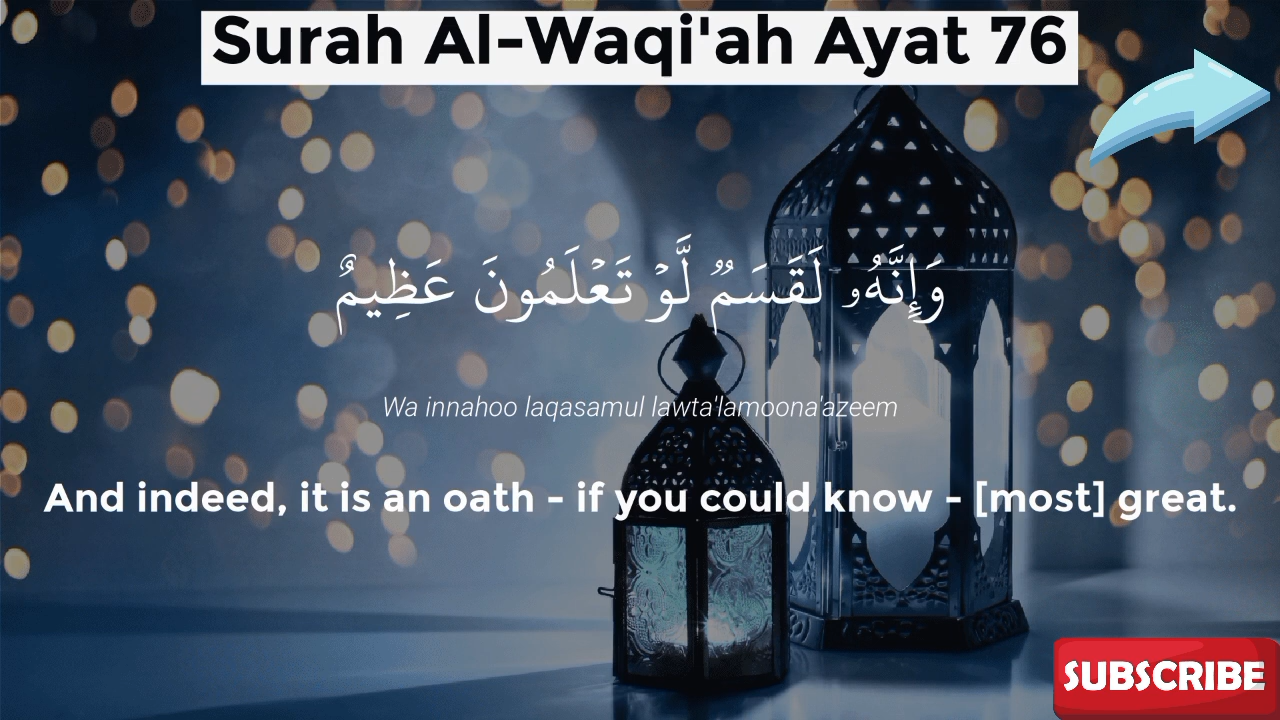 Surah Al-Waqi'ah Ayat 76
وَإِنَّهُۥ لَقَسَمٌۭ لَّوْ تَعْلَمُونَ عَظِيمٌ
Wa innahoo laqasamul lawta'lamoona'azeem
And indeed, it is an oath - if you could know - [most] great.
SUBSCRIBE